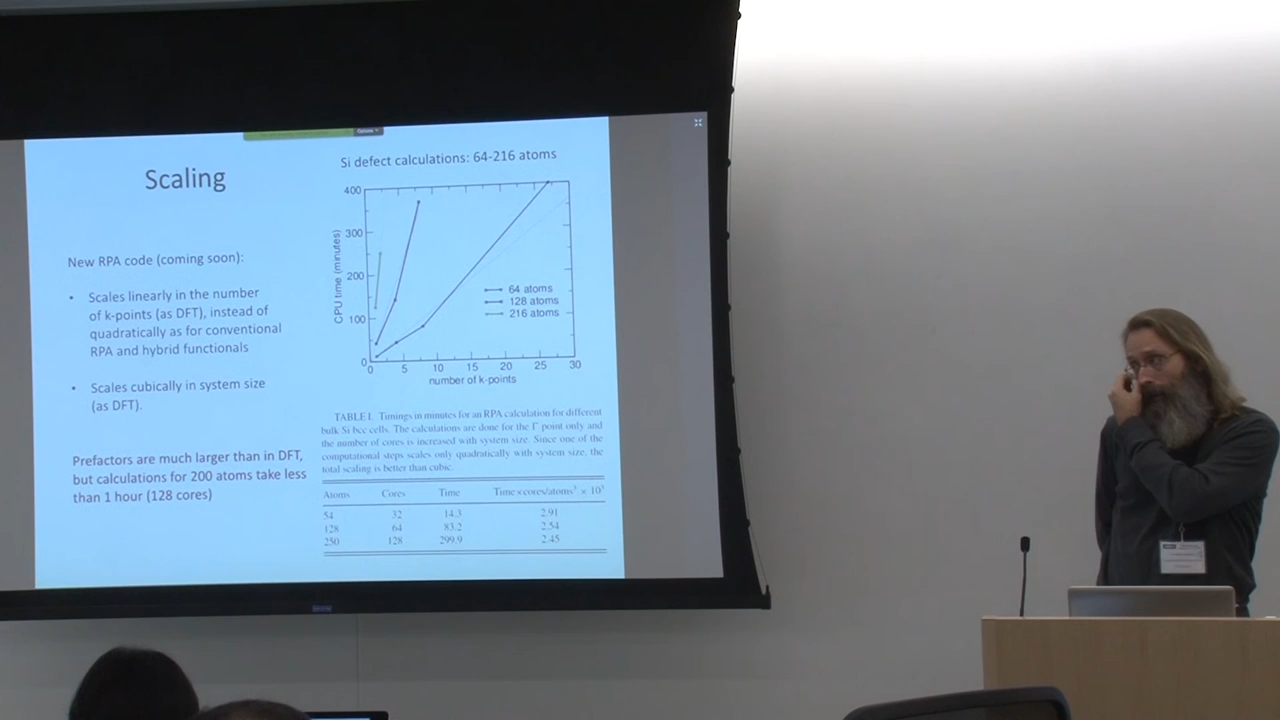 Options
Scaling
New RPA code (coming soon):
• Scales linearly in the number
of k-points (as DFT), instead of
quadratically as for conventional
RPA and hybrid functionals
• Scales cubically in system size
(as DFT).
Prefactors are much larger than in DFT,
but calculations for 200 atoms take less
than 1 hour (128 cores)
Si defect calculations: 64-216 atoms
400
300
200
100
0
CPU time (minutes)
64 atoms
128 atoms
216 atoms
0 5 10 15 20 25 30
number of k-points
TABLE I. Timings in minutes for an RPA calculation for different
bulk Si bcc cells. The calculations are done for the Γ point only and
the number of cores is increased with system size. Since one of the
computational steps scales only quadratically with system size, the
total scaling is better than cubic.
Atoms Cores Time Time×cores/atoms³ × 10³
54 32 14.3 2.91
128 64 83.2 2.54
250 128 299.9 2.45